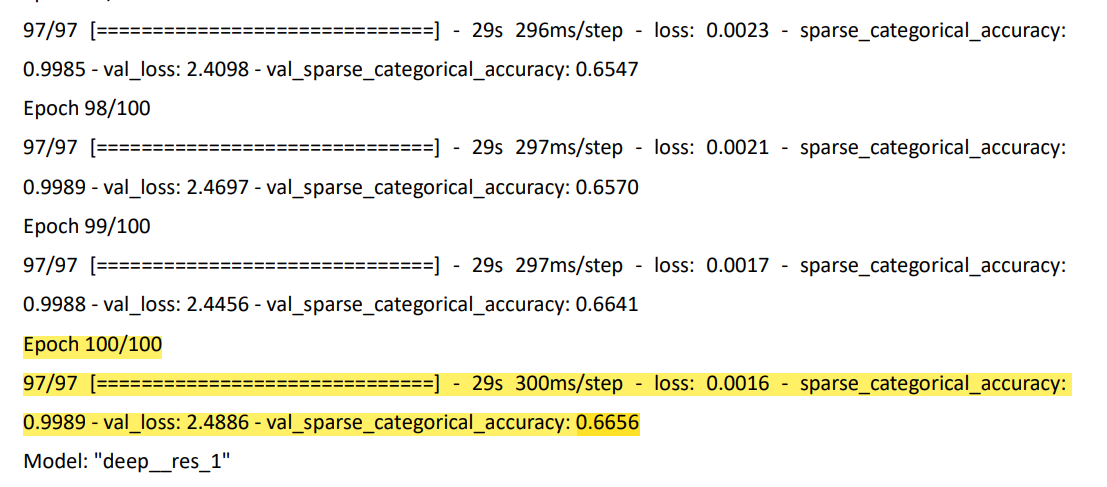 97/97 [==============================] - 29s 296ms/step - loss: 0.0023 - sparse_categorical_accuracy:
0.9985 - val_loss: 2.4098 - val_sparse_categorical_accuracy: 0.6547
Epoch 98/100
97/97 [==============================] - 29s 297ms/step - loss: 0.0021 - sparse_categorical_accuracy:
0.9989 - val_loss: 2.4697 - val_sparse_categorical_accuracy: 0.6570
Epoch 99/100
97/97 [==============================] - 29s 297ms/step - loss: 0.0017 - sparse_categorical_accuracy:
0.9988 - val_loss: 2.4456 - val_sparse_categorical_accuracy: 0.6641
Epoch 100/100
97/97 [==============================] - 29s 300ms/step - loss: 0.0016 - sparse_categorical_accuracy:
0.9989 - val_loss: 2.4886 - val_sparse_categorical_accuracy: 0.6656
Model: "deep__res_1"